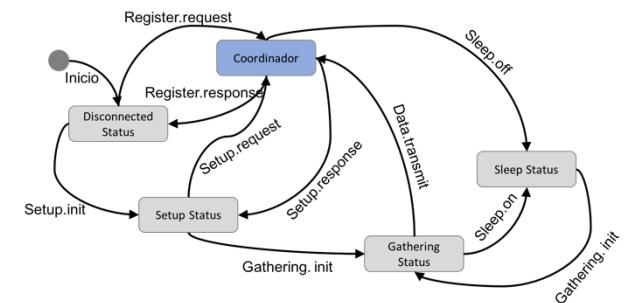 Register.request
Coordinador
Sleep.off
Inicio
Register.response
Disconnected
Status
Data.transmit
Setup.request
Setup.response
Sleep Status
Setup.init
Setup Status
Sleep.on
Gathering
Status
Gathering. init
Gathering. init